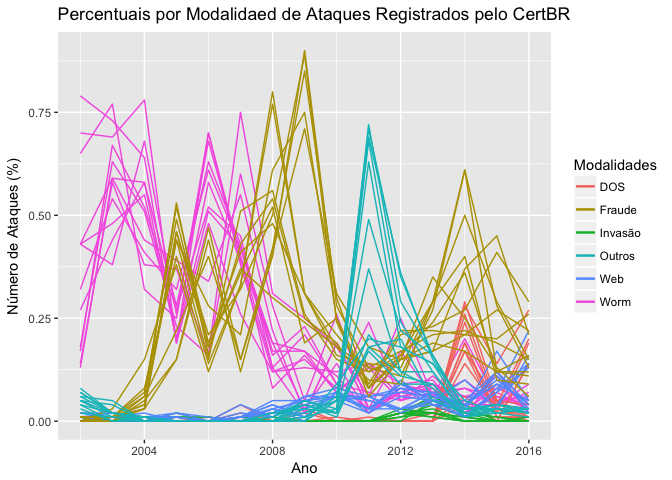 Percentuais por Modalidaed de Ataques Registrados pelo CertBR
Número de Ataques (%)
0.75
0.50
0.25
0.00
2004
2008
2012
2016
Ano
Modalidades
DOS
Fraude
Invasão
Outros
Web
Worm